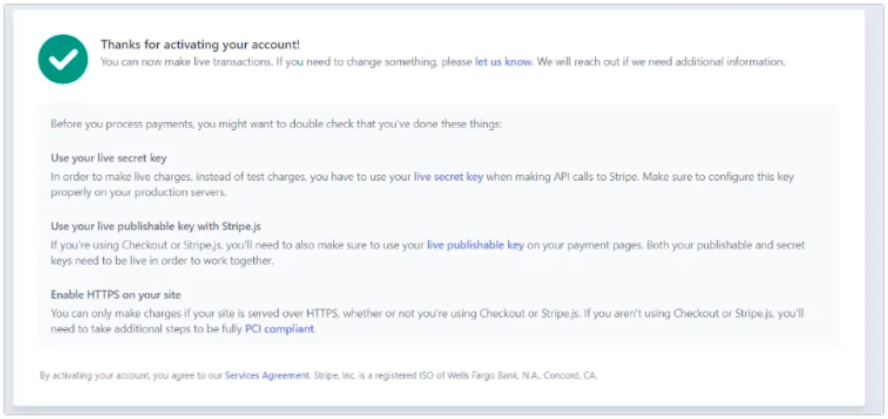 Thanks for activating your account!
You can now make live transactions. If you need to change something, please let us know. We will reach out if we need additional information.
Before you process payments, you might want to double check that you've done these things:
Use your live secret key
In order to make live charges, instead of test charges, you have to use your live secret key when making API calls to Stripe. Make sure to configure this key
properly on your production servers.
Use your live publishable key with Stripe.js
If you're using Checkout or Stripe.js, you'll need to also make sure to use your live publishable key on your payment pages. Both your publishable and secret
keys need to be live in order to work together.
Enable HTTPS on your site
You can only make charges if your site is served over HTTPS, whether or not you're using Checkout or Stripe.js. If you aren't using Checkout or Stripe.js, you'll
need to take additional steps to be fully PCI compliant.
By activating your account, you agree to our Services Agreement. Stripe, Inc. is a registered ISO of Wells Fargo Bank, N.A., Concord, CA.